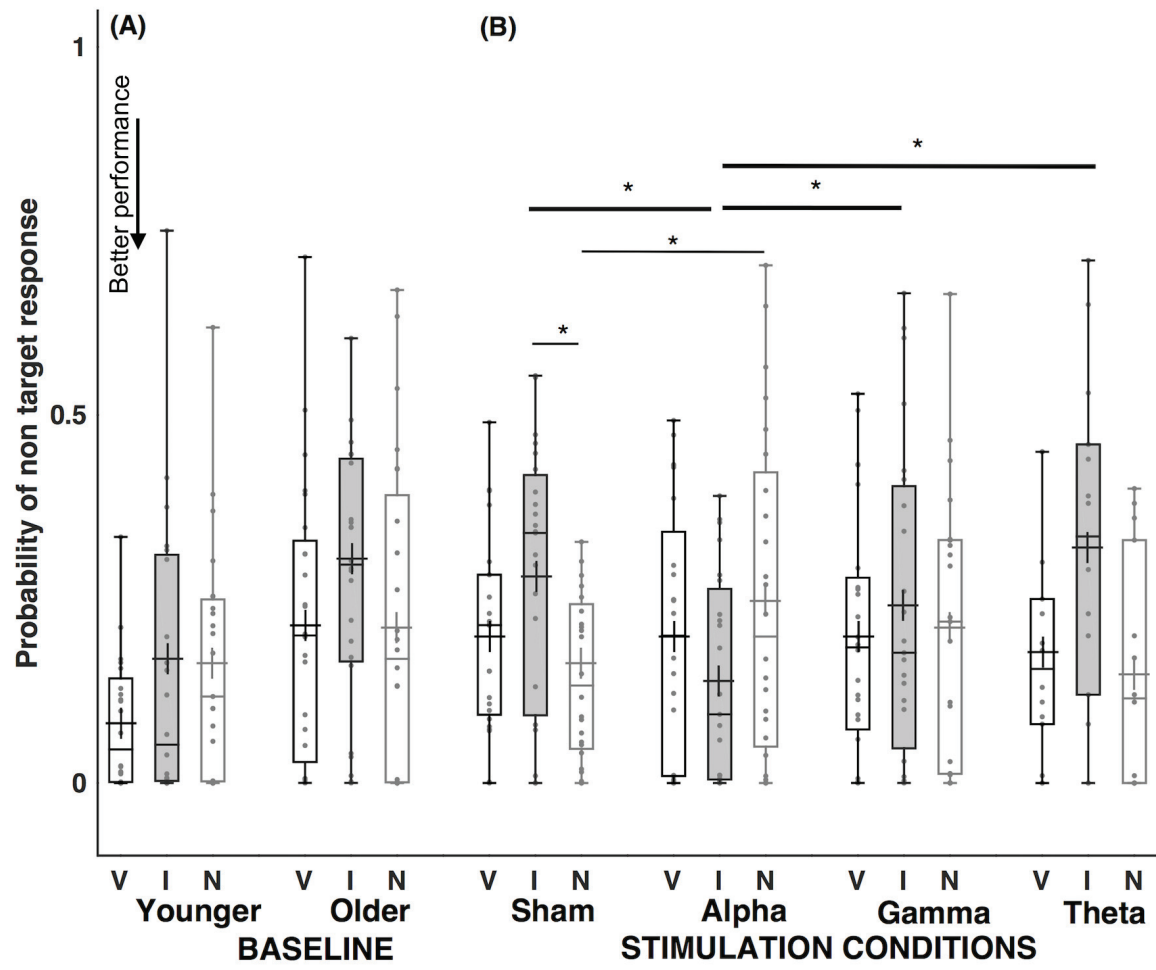 (A)
(B)
1
0.5
0
Probability of non target response
Better performance
*
*
*
*
*
V I N V I N V I N V I N V I N V I N
Younger Older Sham Alpha Gamma Theta
BASELINE STIMULATION CONDITIONS